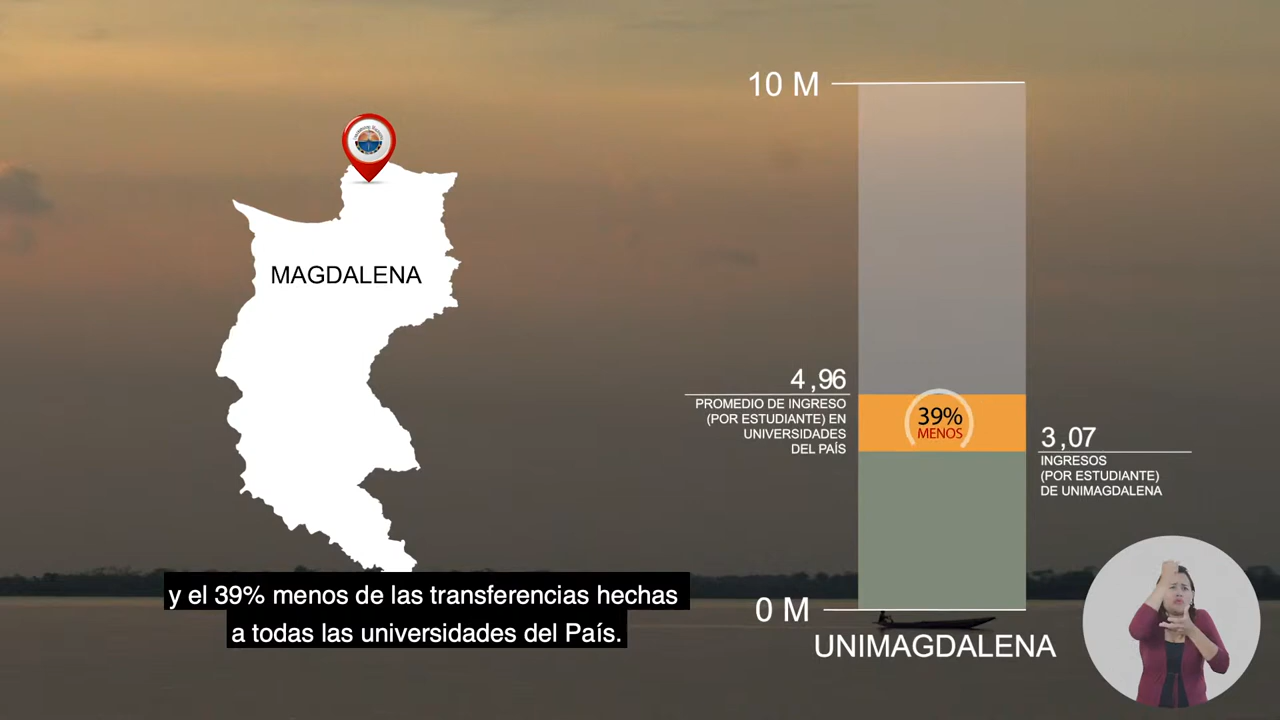 10 M
MAGDALENA
4,96
PROMEDIO DE INGRESO
(POR ESTUDIANTE) EN
UNIVERSIDADES
DEL PAÍS
39%
MENOS
3,07
INGRESOS
(POR ESTUDIANTE)
DE UNIMAGDALENA
y el 39% menos de las transferencias hechas
a todas las universidades del País.
0 M
UNIMAGDALENA